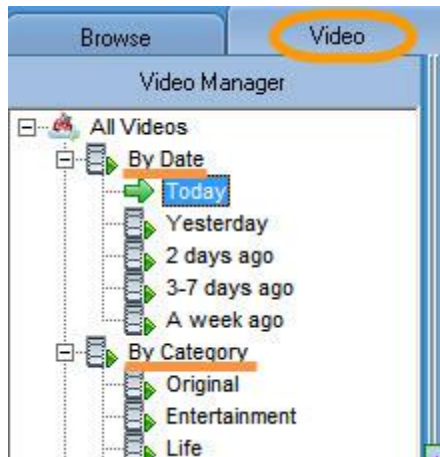 Browse Video
Video Manager
All Videos
By Date
Today
Yesterday
2 days ago
3-7 days ago
A week ago
By Category
Original
Entertainment
Life